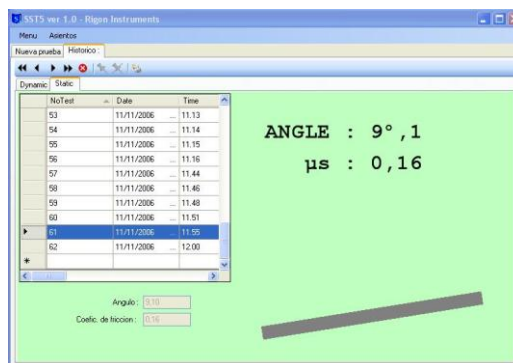 SST5 ver 1.0 - Rigon Instruments
Menu Asientos
Nueva prueba Historico :
Dynamic Static
NoTest Date Time
53 11/11/2006 ... 11.13
54 11/11/2006 ... 11.14
55 11/11/2006 ... 11.15
56 11/11/2006 ... 11.16
57 11/11/2006 ... 11.44
58 11/11/2006 ... 11.46
59 11/11/2006 ... 11.48
60 11/11/2006 ... 11.51
61 11/11/2006 ... 11.55
62 11/11/2006 ... 12.00
ANGLE : 9°,1
µs : 0,16
Angulo : 9,10
Coefic. de friccion : 0,16